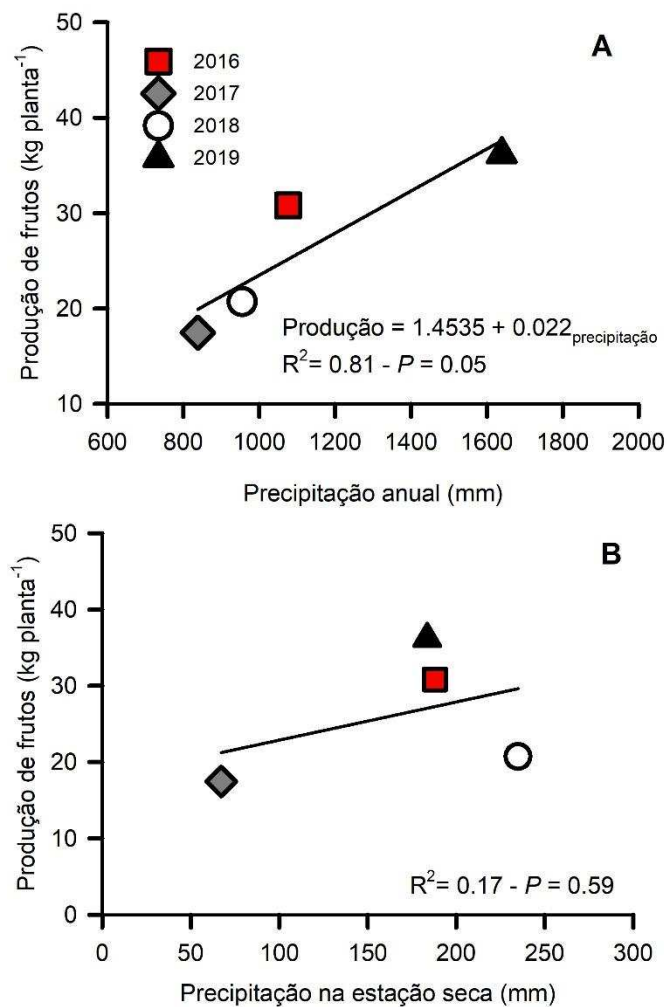 A
2016
2017
2018
2019
50
40
30
20
10
Produção de frutos (kg planta⁻¹)
Produção = 1.4535 + 0.022precipitação
R²= 0.81 - P = 0.05
600 800 1000 1200 1400 1600 1800 2000
Precipitação anual (mm)
B
50
40
30
20
10
0
Produção de frutos (kg planta⁻¹)
R²= 0.17 - P = 0.59
0 50 100 150 200 250 300
Precipitação na estação seca (mm)